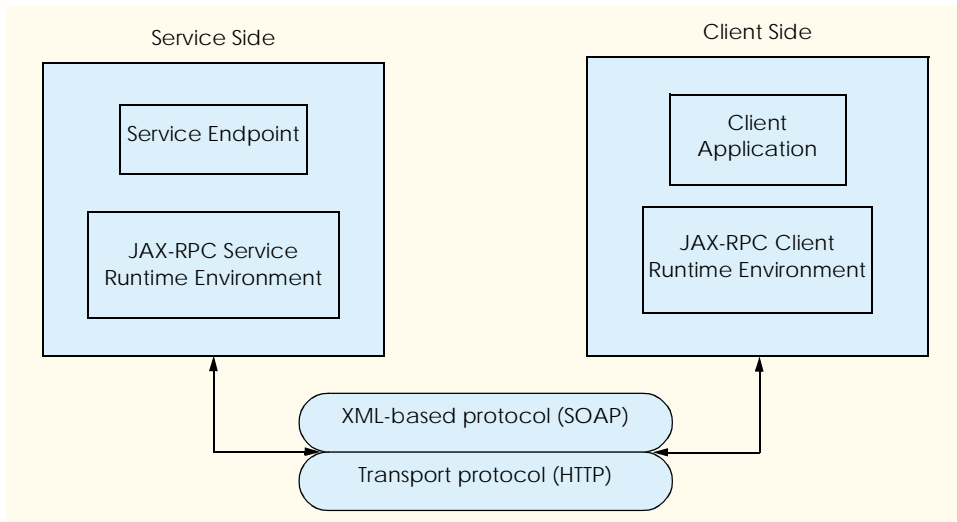 Service Side
Client Side
Service Endpoint
JAX-RPC Service
Runtime Environment
Client
Application
JAX-RPC Client
Runtime Environment
XML-based protocol (SOAP)
Transport protocol (HTTP)